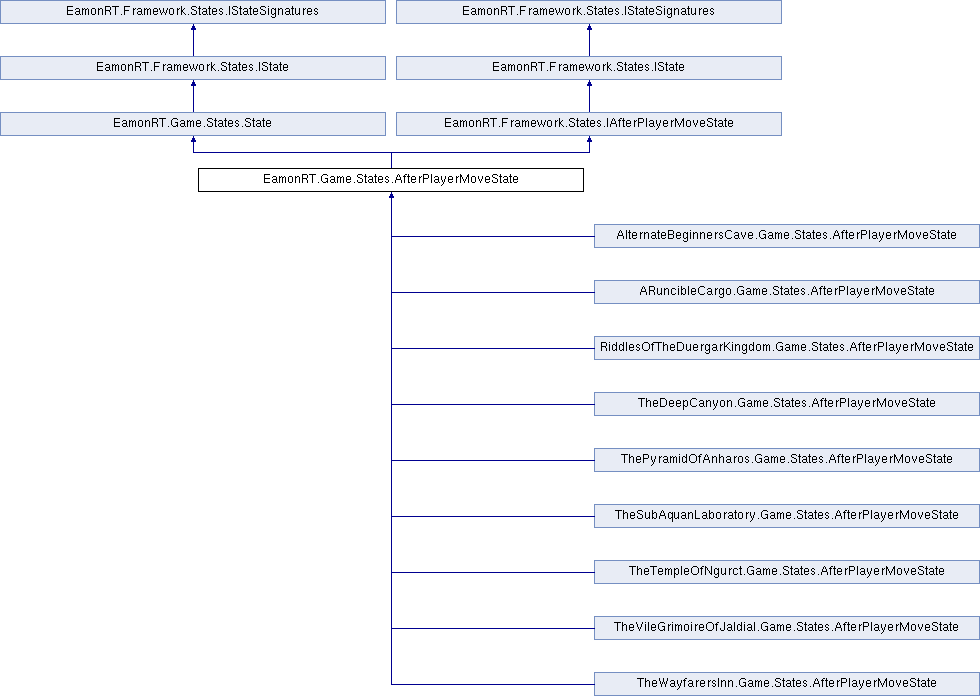 EamonRT.Framework.States.IStateSignatures
EamonRT.Framework.States.IStateSignatures
EamonRT.Framework.States.IState
EamonRT.Framework.States.IState
EamonRT.Game.States.State
EamonRT.Framework.States.IAfterPlayerMoveState
EamonRT.Game.States.AfterPlayerMoveState
AlternateBeginnersCave.Game.States.AfterPlayerMoveState
ARuncibleCargo.Game.States.AfterPlayerMoveState
RiddlesOfTheDuergarKingdom.Game.States.AfterPlayerMoveState
TheDeepCanyon.Game.States.AfterPlayerMoveState
ThePyramidOfAnharos.Game.States.AfterPlayerMoveState
TheSubAquanLaboratory.Game.States.AfterPlayerMoveState
TheTempleOfNgurct.Game.States.AfterPlayerMoveState
TheVileGrimoireOfJaldial.Game.States.AfterPlayerMoveState
TheWayfarersInn.Game.States.AfterPlayerMoveState